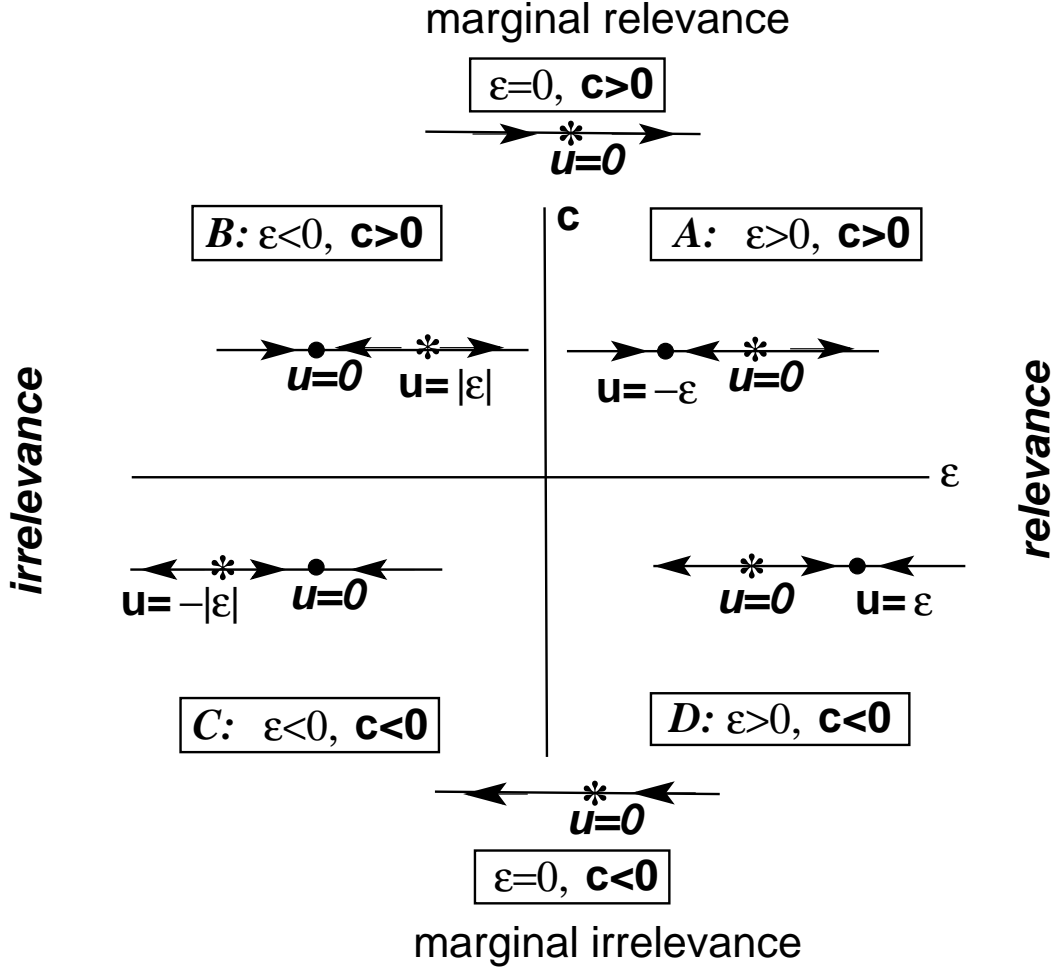 marginal relevance
ε=0, c>0
u=0
c
B: ε<0, c>0
A: ε>0, c>0
u=0
u= |ε|
u= −ε
u=0
irrelevance
relevance
ε
u= −|ε|
u=0
u=0
u= ε
C: ε<0, c<0
D: ε>0, c<0
u=0
ε=0, c<0
marginal irrelevance